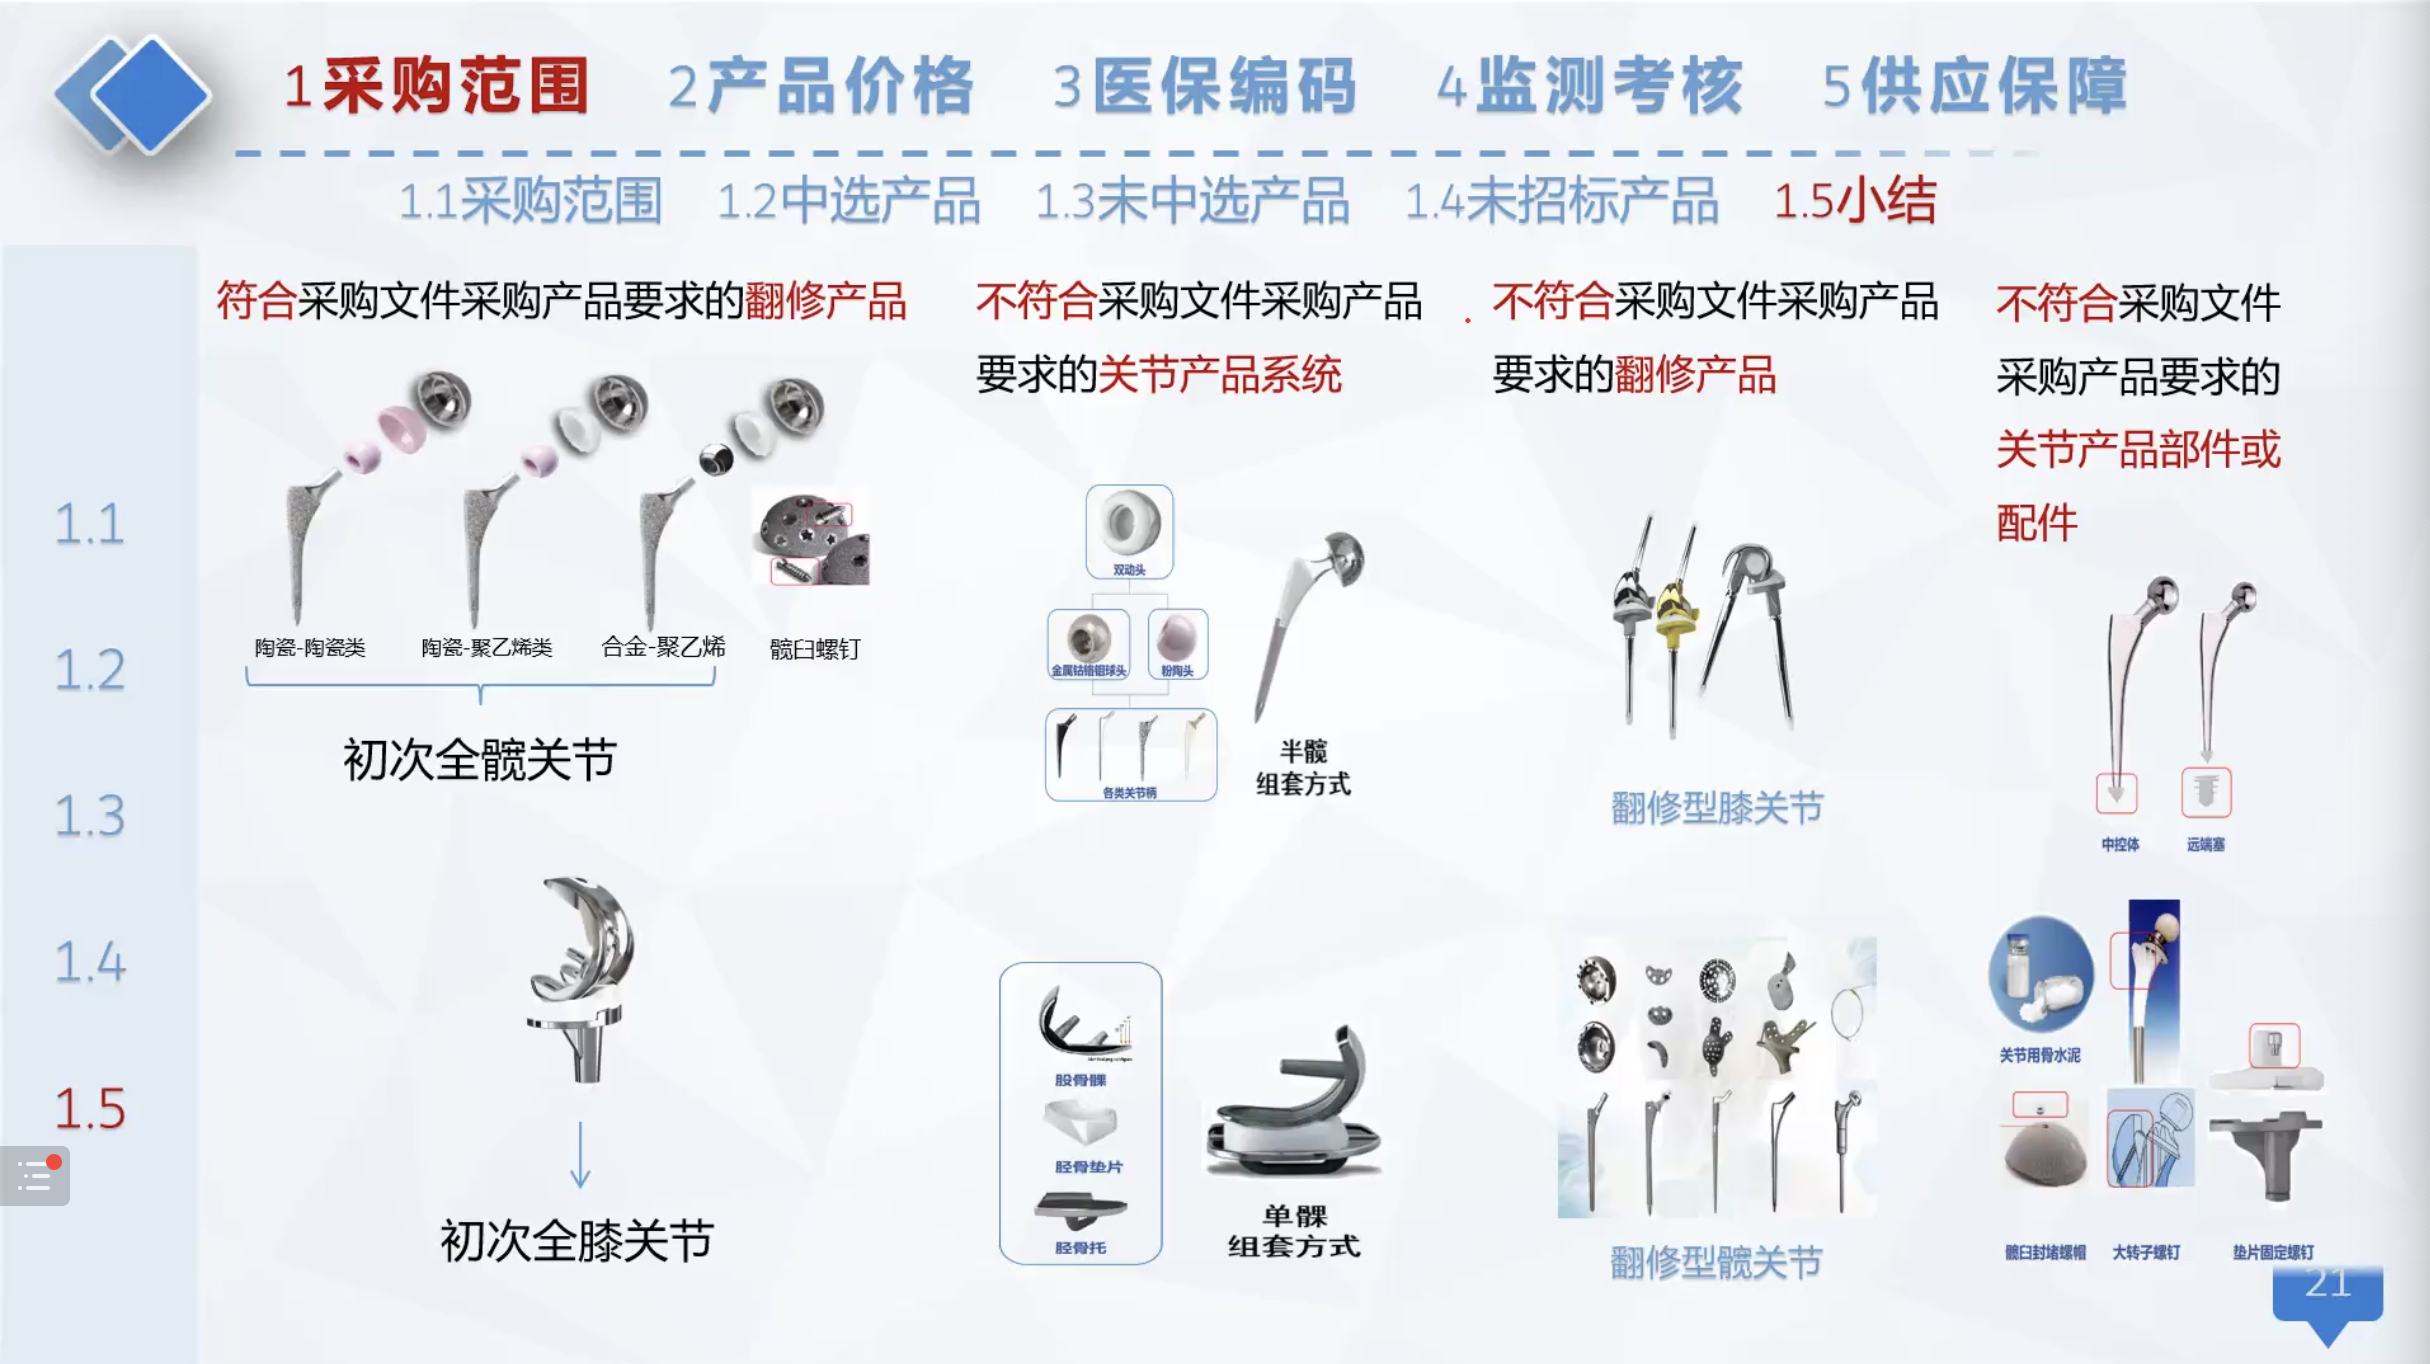 1采购范围 2产品价格 3医保编码 4监测考核 5供应保障
1.1采购范围 1.2中选产品 1.3未中选产品 1.4未招标产品 1.5小结
1.1
1.2
1.3
1.4
1.5
符合采购文件采购产品要求的翻修产品
陶瓷-陶瓷类
陶瓷-聚乙烯类
合金-聚乙烯
髋臼螺钉
初次全髋关节
初次全膝关节
不符合采购文件采购产品
要求的关节产品系统
双动头
金属钴铬钼球头
粉陶头
各类关节柄
半髋
组套方式
股骨髁
胫骨垫片
胫骨托
单髁
组套方式
不符合采购文件采购产品
要求的翻修产品
翻修型膝关节
翻修型髋关节
不符合采购文件
采购产品要求的
关节产品部件或
配件
中控体
远端塞
关节用骨水泥
髋臼封堵螺帽
大转子螺钉
垫片固定螺钉
21